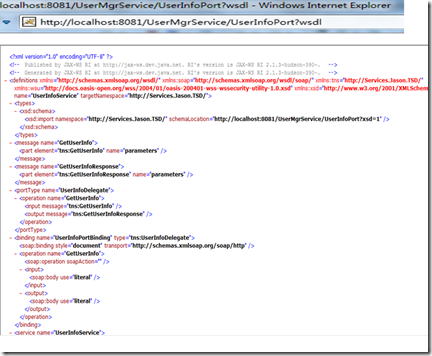 localhost:8081/UserMgrService/UserInfoPort?wsdl - Windows Internet Explorer
http://localhost:8081/UserMgrService/UserInfoPort?wsdl
<?xml version="1.0" encoding="UTF-8" ?>
<!-- Published by JAX-WS RI at http://jax-ws.dev.java.net. RI's version is JAX-WS RI 2.1.3-hudson-390-. -->
<!-- Generated by JAX-WS RI at http://jax-ws.dev.java.net. RI's version is JAX-WS RI 2.1.3-hudson-390-. -->
- <definitions xmlns="http://schemas.xmlsoap.org/wsdl/" xmlns:soap="http://schemas.xmlsoap.org/wsdl/soap/" xmlns:tns="http://Services.Jason.TSD/"
xmlns:wsu="http://docs.oasis-open.org/wss/2004/01/oasis-200401-wss-wssecurity-utility-1.0.xsd" xmlns:xsd="http://www.w3.org/2001/XMLSchem
name="UserInfoService" targetNamespace="http://Services.Jason.TSD/">
- <types>
- <xsd:schema>
<xsd:import namespace="http://Services.Jason.TSD/" schemaLocation="http://localhost:8081/UserMgrService/UserInfoPort?xsd=1" />
</xsd:schema>
</types>
- <message name="GetUserInfo">
<part element="tns:GetUserInfo" name="parameters" />
</message>
- <message name="GetUserInfoResponse">
<part element="tns:GetUserInfoResponse" name="parameters" />
</message>
- <portType name="UserInfoDelegate">
- <operation name="GetUserInfo">
<input message="tns:GetUserInfo" />
<output message="tns:GetUserInfoResponse" />
</operation>
</portType>
- <binding name="UserInfoPortBinding" type="tns:UserInfoDelegate">
<soap:binding style="document" transport="http://schemas.xmlsoap.org/soap/http" />
- <operation name="GetUserInfo">
<soap:operation soapAction="" />
- <input>
<soap:body use="literal" />
</input>
- <output>
<soap:body use="literal" />
</output>
</operation>
</binding>
- <service name="UserInfoService">